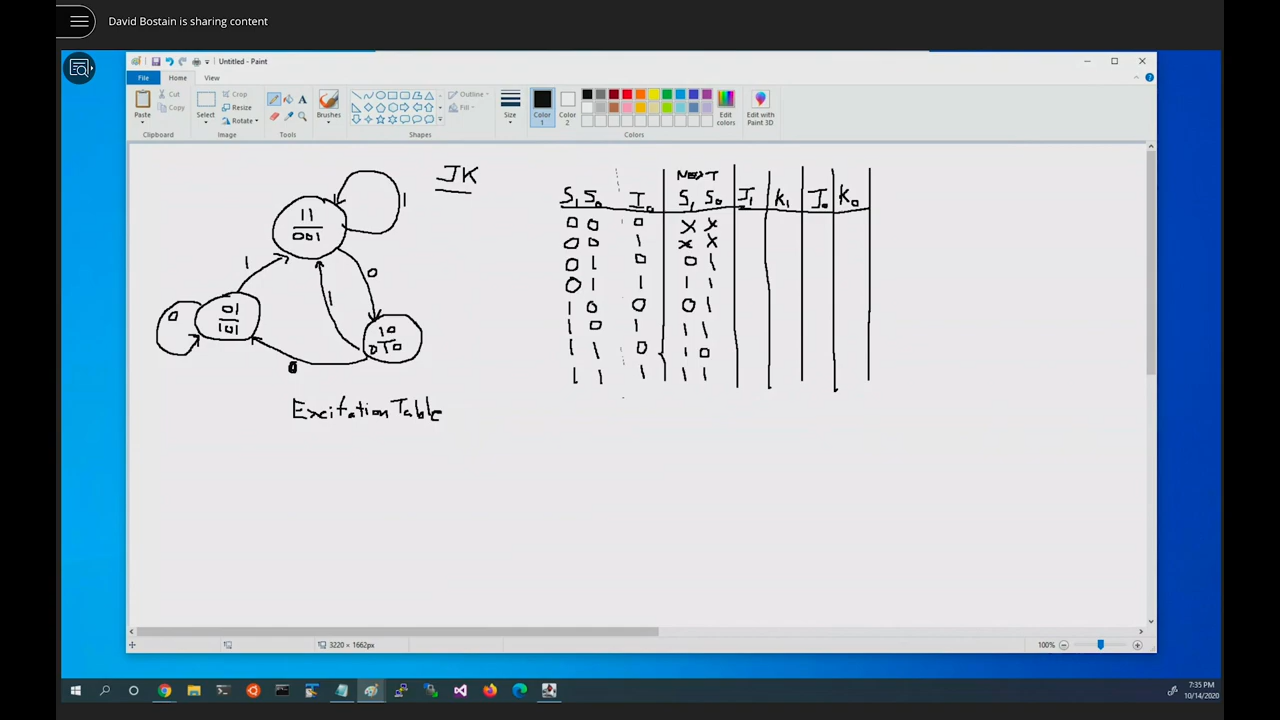 David Bostain is sharing content
Untitled - Paint
File Home View
Paste Cut Copy Clipboard
Select Crop Resize Rotate Image
Tools
Brushes
Shapes Outline Fill
Size
Color 1
Color 2
Edit colors
Colors
Edit with Paint 3D
JK
11
001
1
0
1
1
01
101
0
10
010
0
Excitation Table
NEXT
S1 S0 I0 S1 S0 J1 K1 J0 K0
0 0 0 X X
0 0 1 X X
0 1 0 0 1
0 1 1 1 1
1 0 0 0 1
1 0 1 1 1
1 1 0 1 0
1 1 1 1 1
3220 × 1662px
100%
7:35 PM
10/14/2020